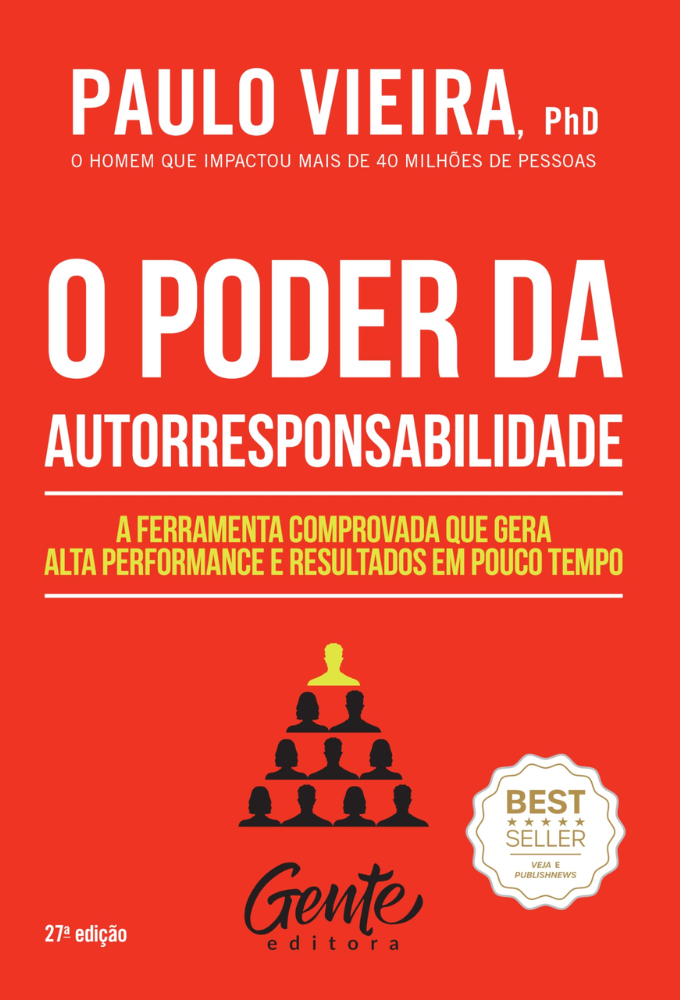 PAULO VIEIRA, PhD
O HOMEM QUE IMPACTOU MAIS DE 40 MILHÕES DE PESSOAS
O PODER DA
AUTORRESPONSABILIDADE
A FERRAMENTA COMPROVADA QUE GERA
ALTA PERFORMANCE E RESULTADOS EM POUCO TEMPO
BEST
SELLER
VEJA E
PUBLISHNEWS
Gente
editora
27ª edição